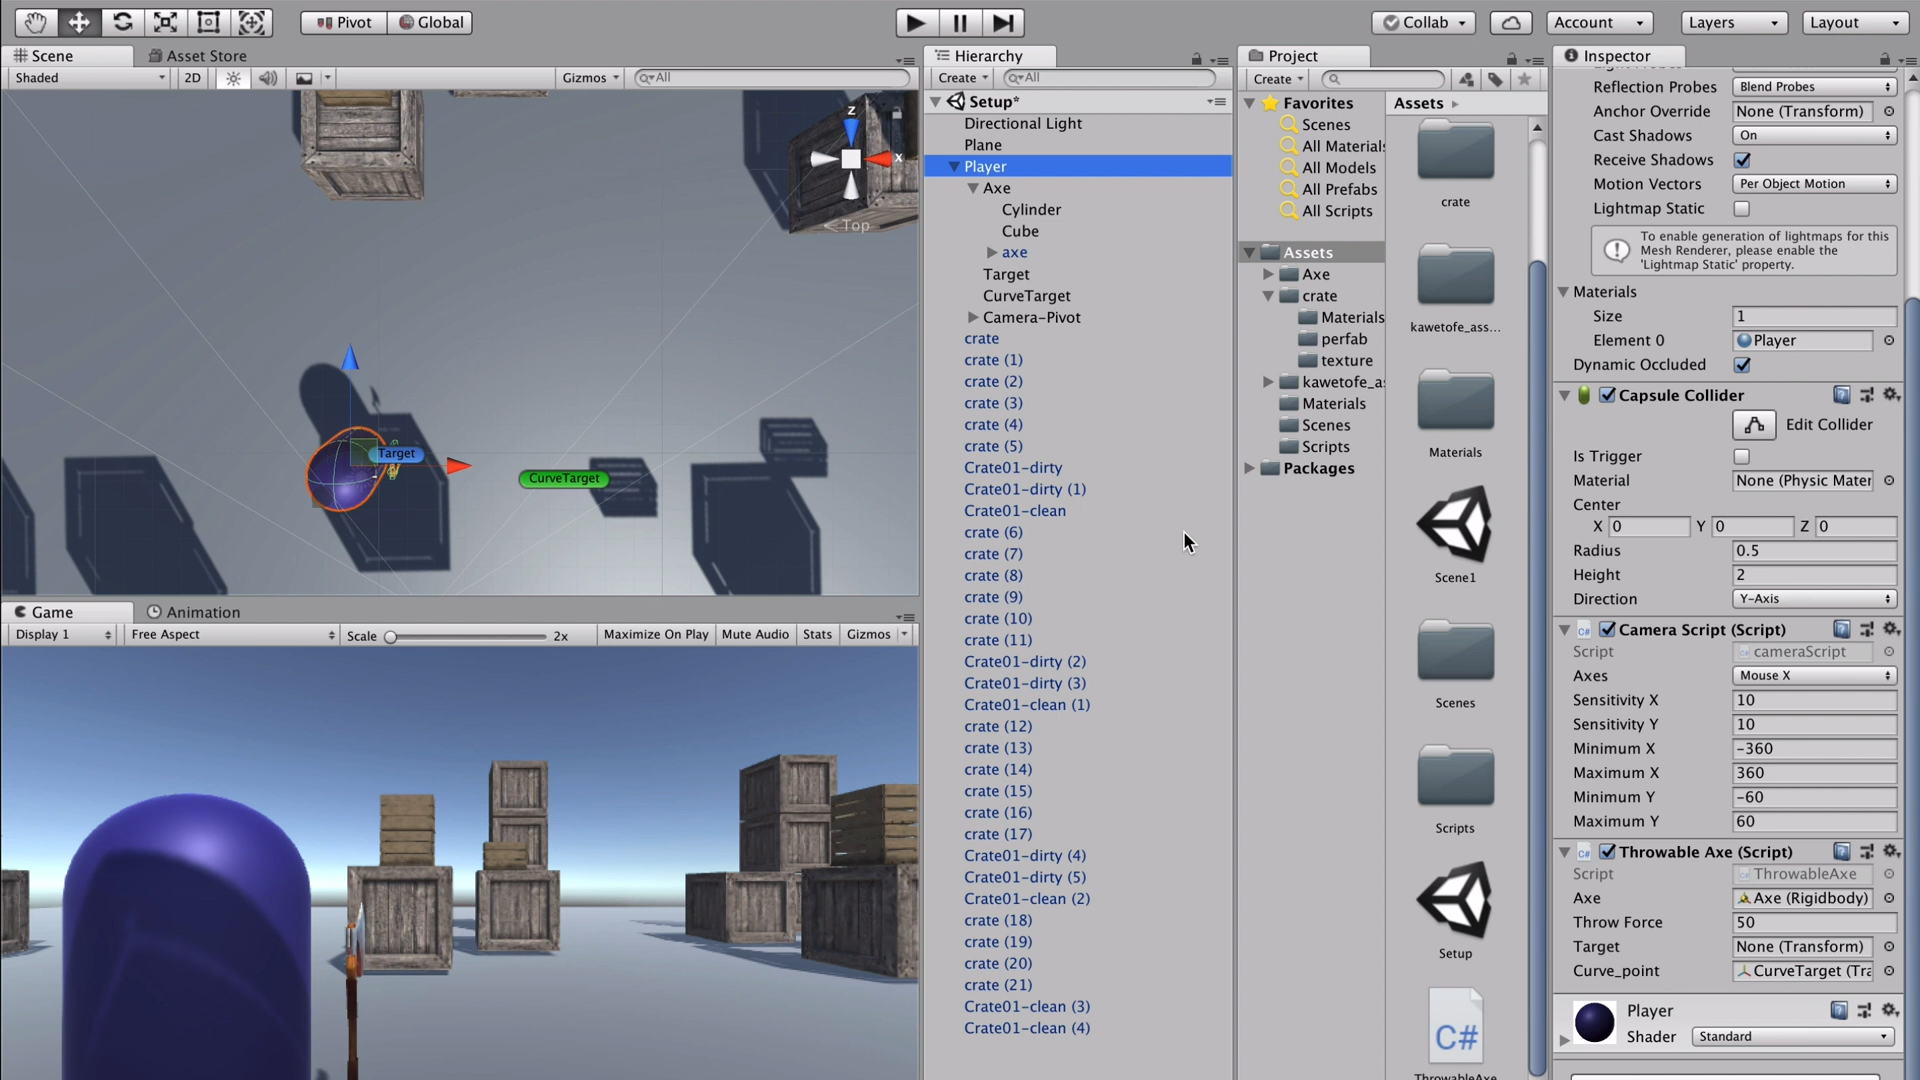 Pivot
Global
Collab
Account
Layers
Layout
Scene
Asset Store
Shaded
2D
Gizmos
All
z
x
Top
Target
CurveTarget
Game
Animation
Display 1
Free Aspect
Scale
2x
Maximize On Play
Mute Audio
Stats
Gizmos
Hierarchy
Create
All
Setup*
Directional Light
Plane
Player
Axe
Cylinder
Cube
axe
Target
CurveTarget
Camera-Pivot
crate
crate (1)
crate (2)
crate (3)
crate (4)
crate (5)
Crate01-dirty
Crate01-dirty (1)
Crate01-clean
crate (6)
crate (7)
crate (8)
crate (9)
crate (10)
crate (11)
Crate01-dirty (2)
Crate01-dirty (3)
Crate01-clean (1)
crate (12)
crate (13)
crate (14)
crate (15)
crate (16)
crate (17)
Crate01-dirty (4)
Crate01-dirty (5)
Crate01-clean (2)
crate (18)
crate (19)
crate (20)
crate (21)
Crate01-clean (3)
Crate01-clean (4)
Project
Create
Favorites
Scenes
All Materials
All Models
All Prefabs
All Scripts
Assets
Axe
crate
Materials
perfab
texture
kawetofe_as
Materials
Scenes
Scripts
Packages
Assets
crate
kawetofe_ass...
Materials
Scene1
Scenes
Scripts
Setup
C#
ThrowableAxe
Inspector
Reflection Probes Blend Probes
Anchor Override None (Transform)
Cast Shadows On
Receive Shadows
Motion Vectors Per Object Motion
Lightmap Static
To enable generation of lightmaps for this
Mesh Renderer, please enable the
'Lightmap Static' property.
Materials
Size 1
Element 0 Player
Dynamic Occluded
Capsule Collider
Edit Collider
Is Trigger
Material None (Physic Mater
Center
X 0 Y 0 Z 0
Radius 0.5
Height 2
Direction Y-Axis
C# Camera Script (Script)
Script cameraScript
Axes Mouse X
Sensitivity X 10
Sensitivity Y 10
Minimum X -360
Maximum X 360
Minimum Y -60
Maximum Y 60
C# Throwable Axe (Script)
Script ThrowableAxe
Axe Axe (Rigidbody)
Throw Force 50
Target None (Transform)
Curve_point CurveTarget (Tra
Player
Shader Standard